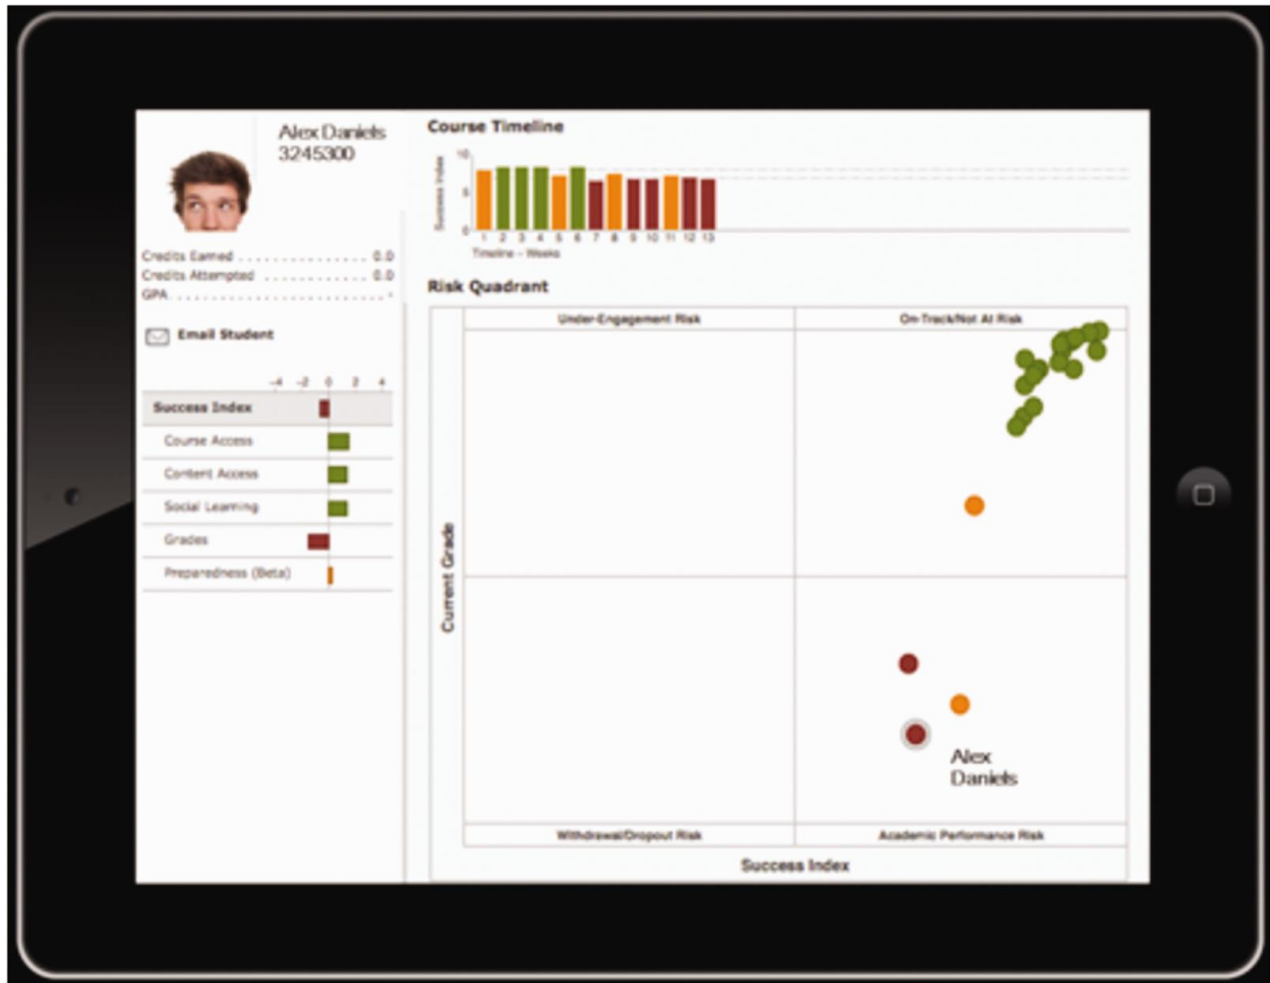 Alex Daniels
3245300
Credits Earned . . . . . . . . . . . . . . . 0.0
Credits Attempted . . . . . . . . . . . . 0.0
GPA . . . . . . . . . . . . . . . . . . . . . . . . . -
Email Student
-4 -2 0 2 4
Success Index
Course Access
Content Access
Social Learning
Grades
Preparedness (Beta)
Course Timeline
Success Index
10
0
1 2 3 4 5 6 7 8 9 10 11 12 13
Timeline - Weeks
Risk Quadrant
Under-Engagement Risk
On-Track/Not At Risk
Current Grade
Alex
Daniels
Withdrawal/Dropout Risk
Academic Performance Risk
Success Index